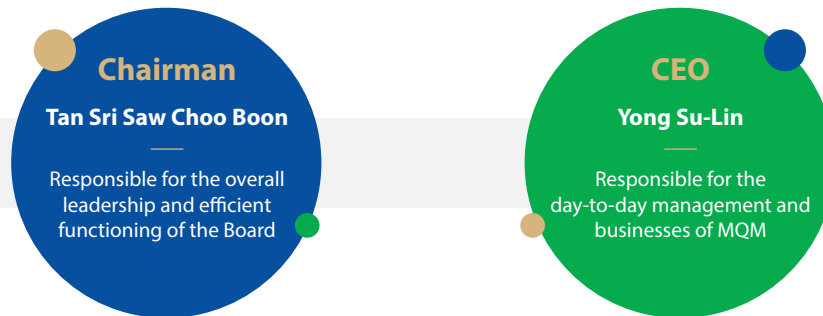 Chairman
Tan Sri Saw Choo Boon
Responsible for the overall
leadership and efficient
functioning of the Board
CEO
Yong Su-Lin
Responsible for the
day-to-day management and
businesses of MQM